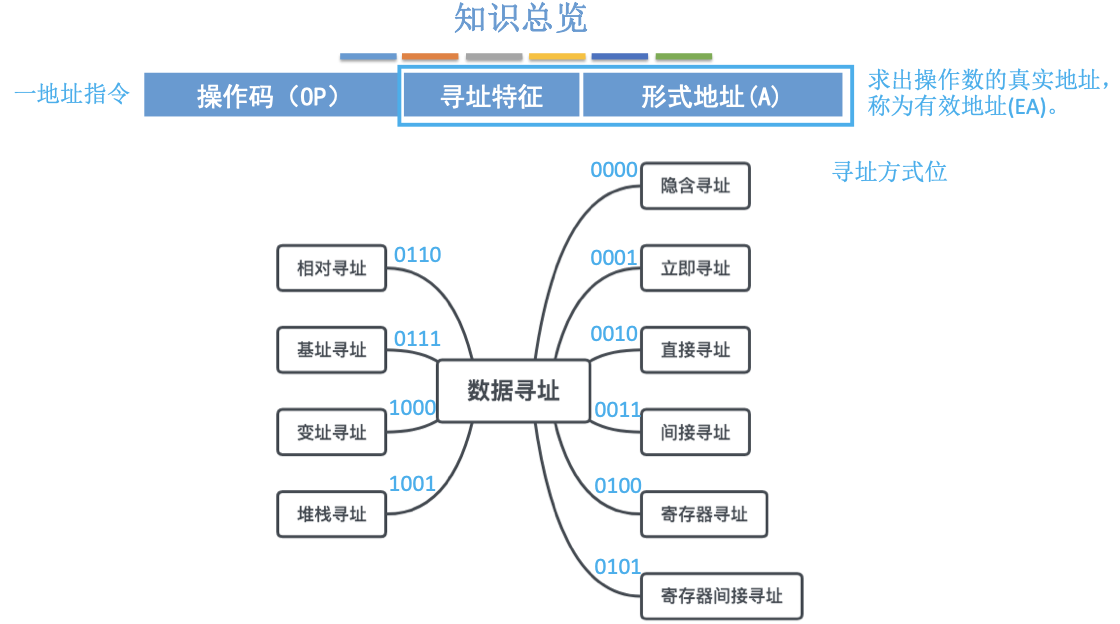 知识总览
一地址指令
操作码（OP）
寻址特征
形式地址(A)
求出操作数的真实地址，
称为有效地址(EA)。
寻址方式位
0000
隐含寻址
0001
立即寻址
0010
直接寻址
0011
间接寻址
0100
寄存器寻址
0101
寄存器间接寻址
数据寻址
相对寻址
0110
基址寻址
0111
变址寻址
1000
堆栈寻址
1001